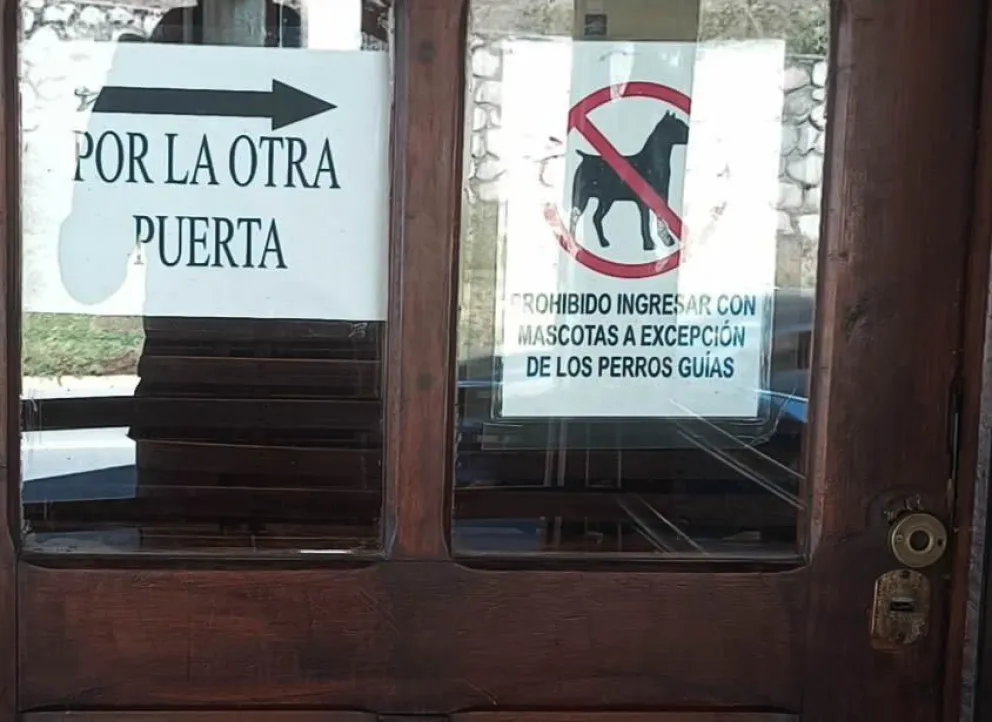 POR LA OTRA
PUERTA
PROHIBIDO INGRESAR CON
MASCOTAS A EXCEPCIÓN
DE LOS PERROS GUÍAS